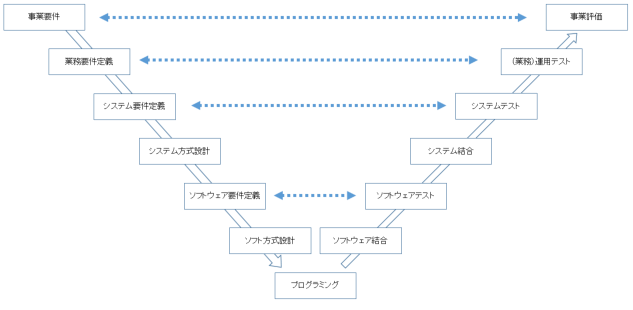 事業要件
事業評価
業務要件定義
(業務)運用テスト
システム要件定義
システムテスト
システム方式設計
システム結合
ソフトウェア要件定義
ソフトウェアテスト
ソフト方式設計
ソフトウェア結合
プログラミング